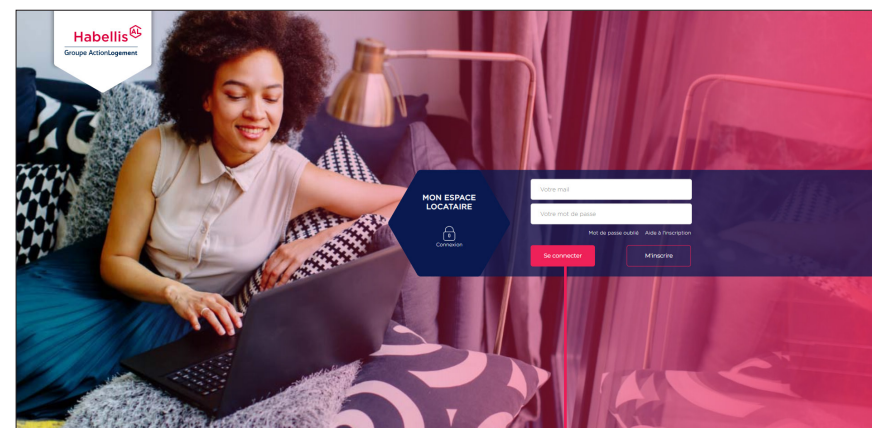 Habellis AL
Groupe ActionLogement
MON ESPACE
LOCATAIRE
Connexion
Votre mail
Votre mot de passe
Mot de passe oublié Aide à l'inscription
Se connecter M'inscrire